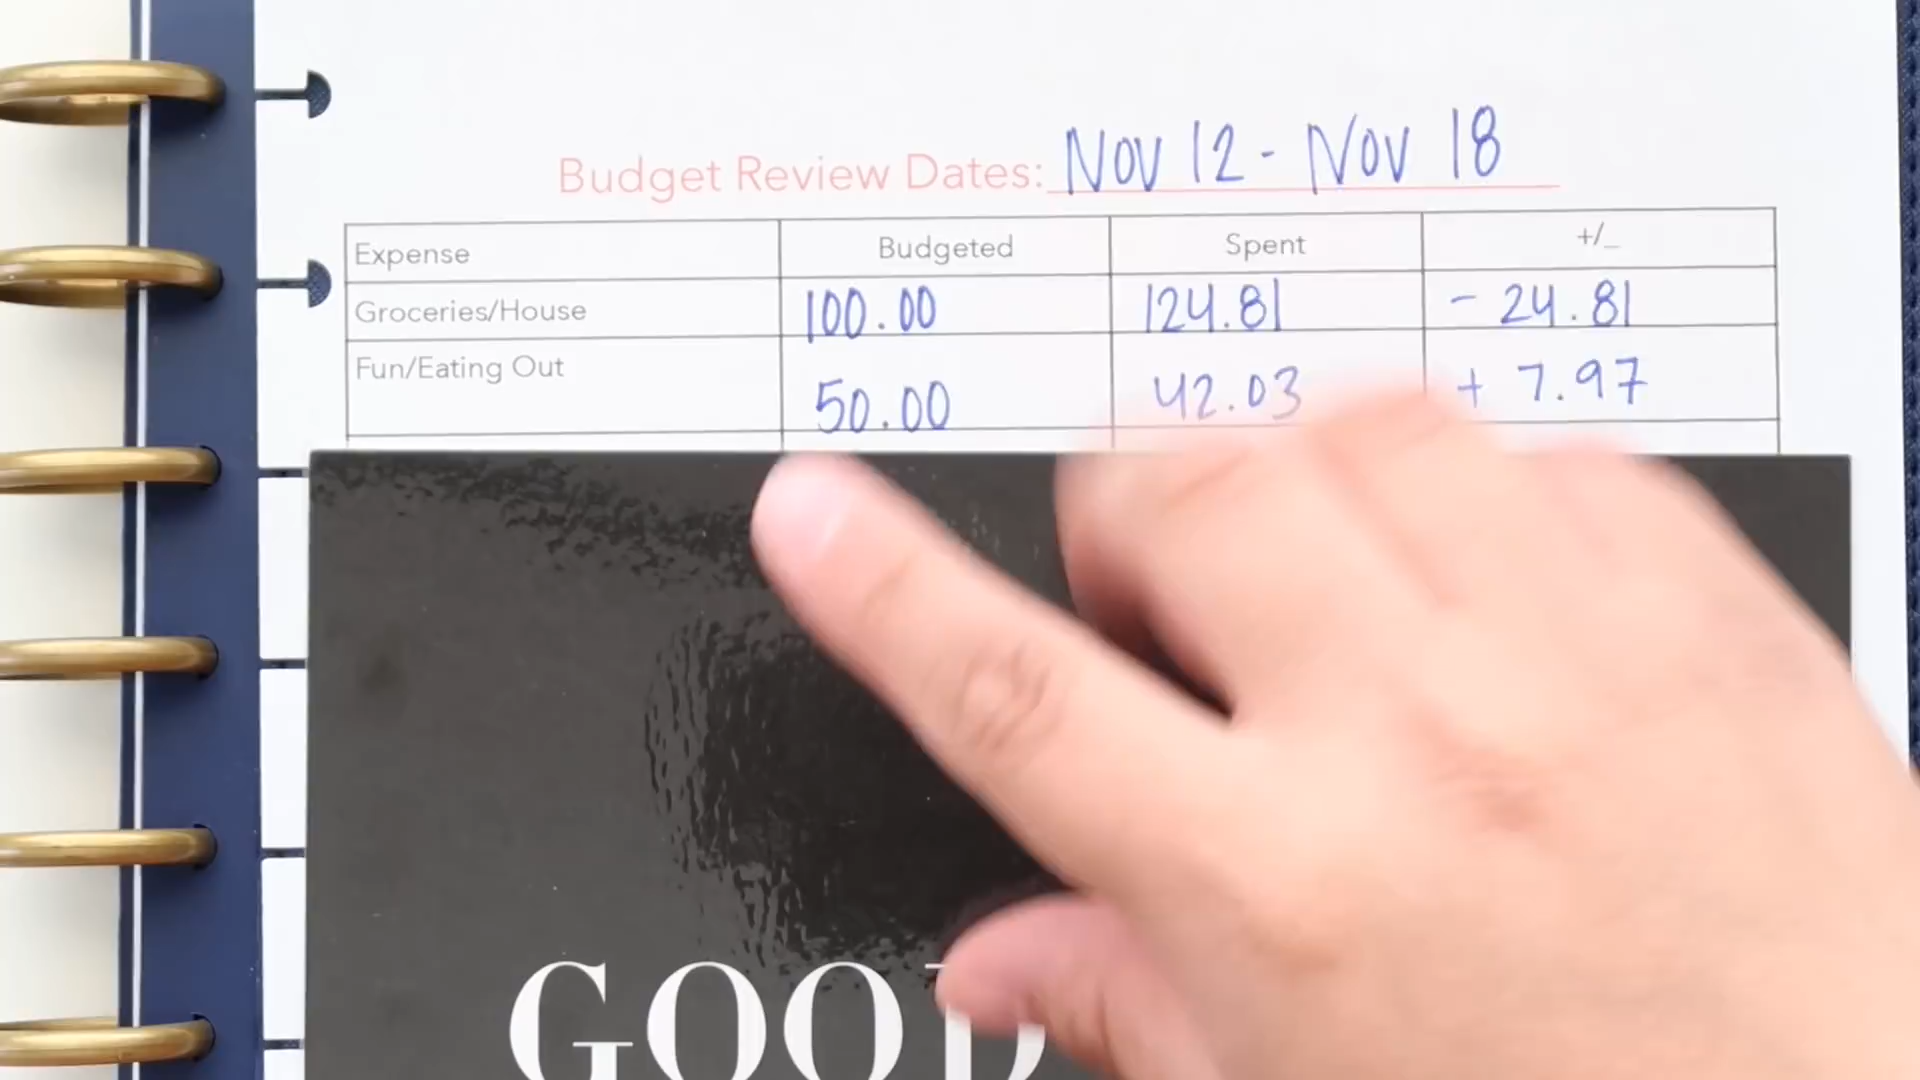 Budget Review Dates: Nov 12 - Nov 18
Expense Budgeted Spent +/_
Groceries/House 100.00 124.81 - 24.81
Fun/Eating Out 50.00 42.03 + 7.97
GOOD